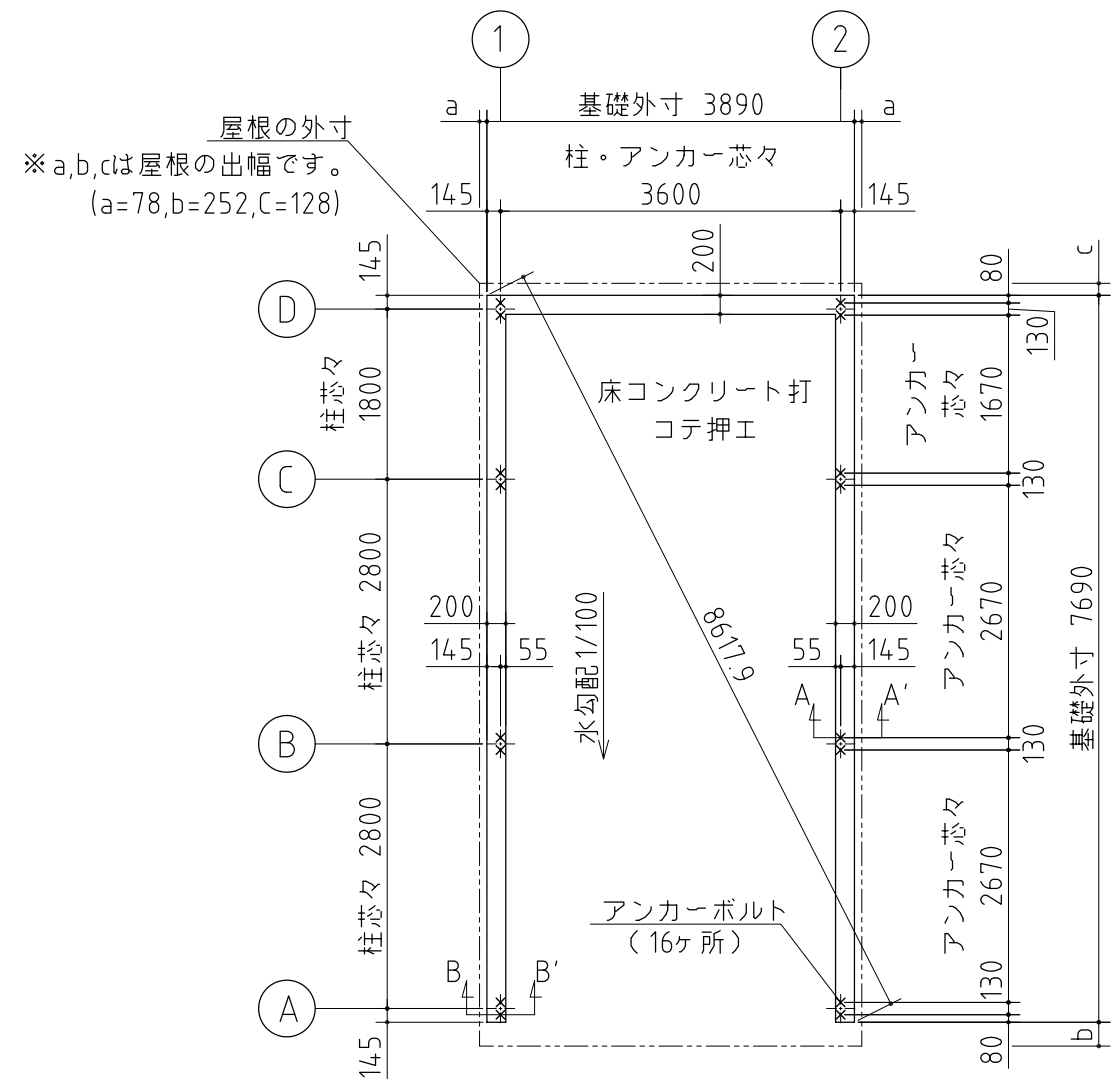 1
2
a
基礎外寸 3890
a
屋根の外寸
※a,b,cは屋根の出幅です。
(a=78,b=252,C=128)
柱・アンカー芯々
145
3600
145
145
200
80
c
D
130
柱芯々
1800
床コンクリート打
コテ押エ
アンカー
芯々
1670
C
130
柱芯々 2800
200
145
55
水勾配1/100
8617.9
200
55
145
アンカー芯々
2670
基礎外寸 7690
A
A'
B
130
柱芯々 2800
アンカー芯々
2670
アンカーボルト
(16ヶ所)
B
B'
130
A
145
80
b